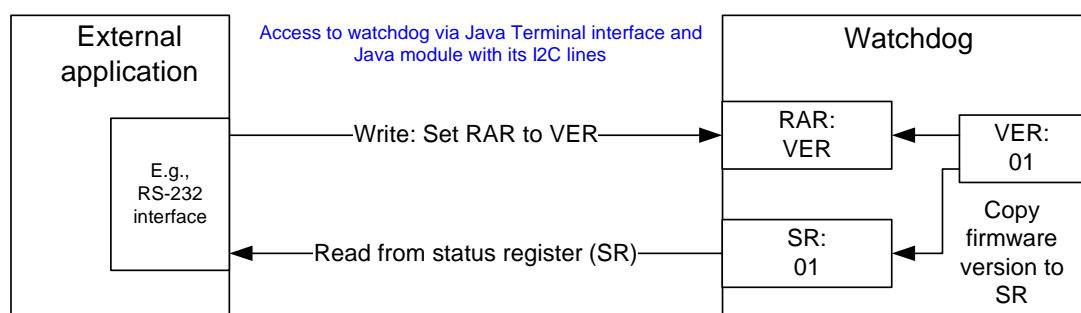 External
application
Access to watchdog via Java Terminal interface and
Java module with its I2C lines
Watchdog
E.g.,
RS-232
interface
Write: Set RAR to VER
RAR:
VER
VER:
01
Read from status register (SR)
SR:
01
Copy
firmware
version to
SR